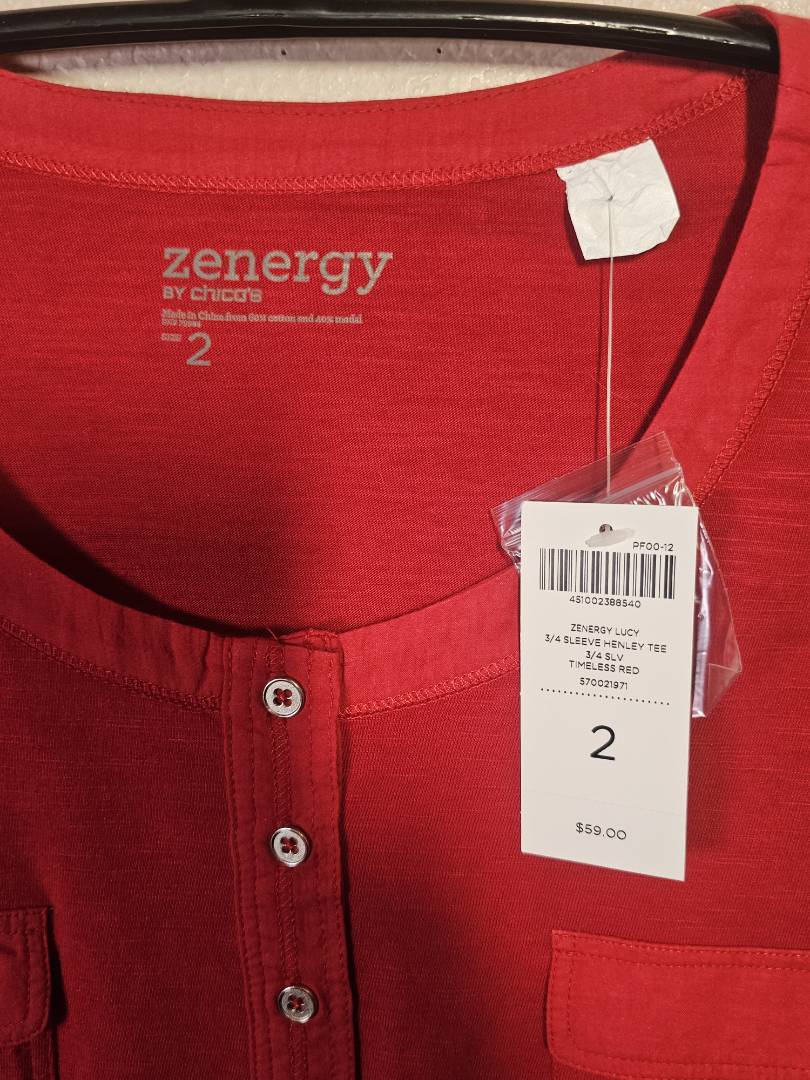 zenergy
BY chico's
Made in China from 60% cotton and 40% modal
2
PF00-12
451002388540
ZENERGY LUCY
3/4 SLEEVE HENLEY TEE
3/4 SLV
TIMELESS RED
570021971
2
$59.00